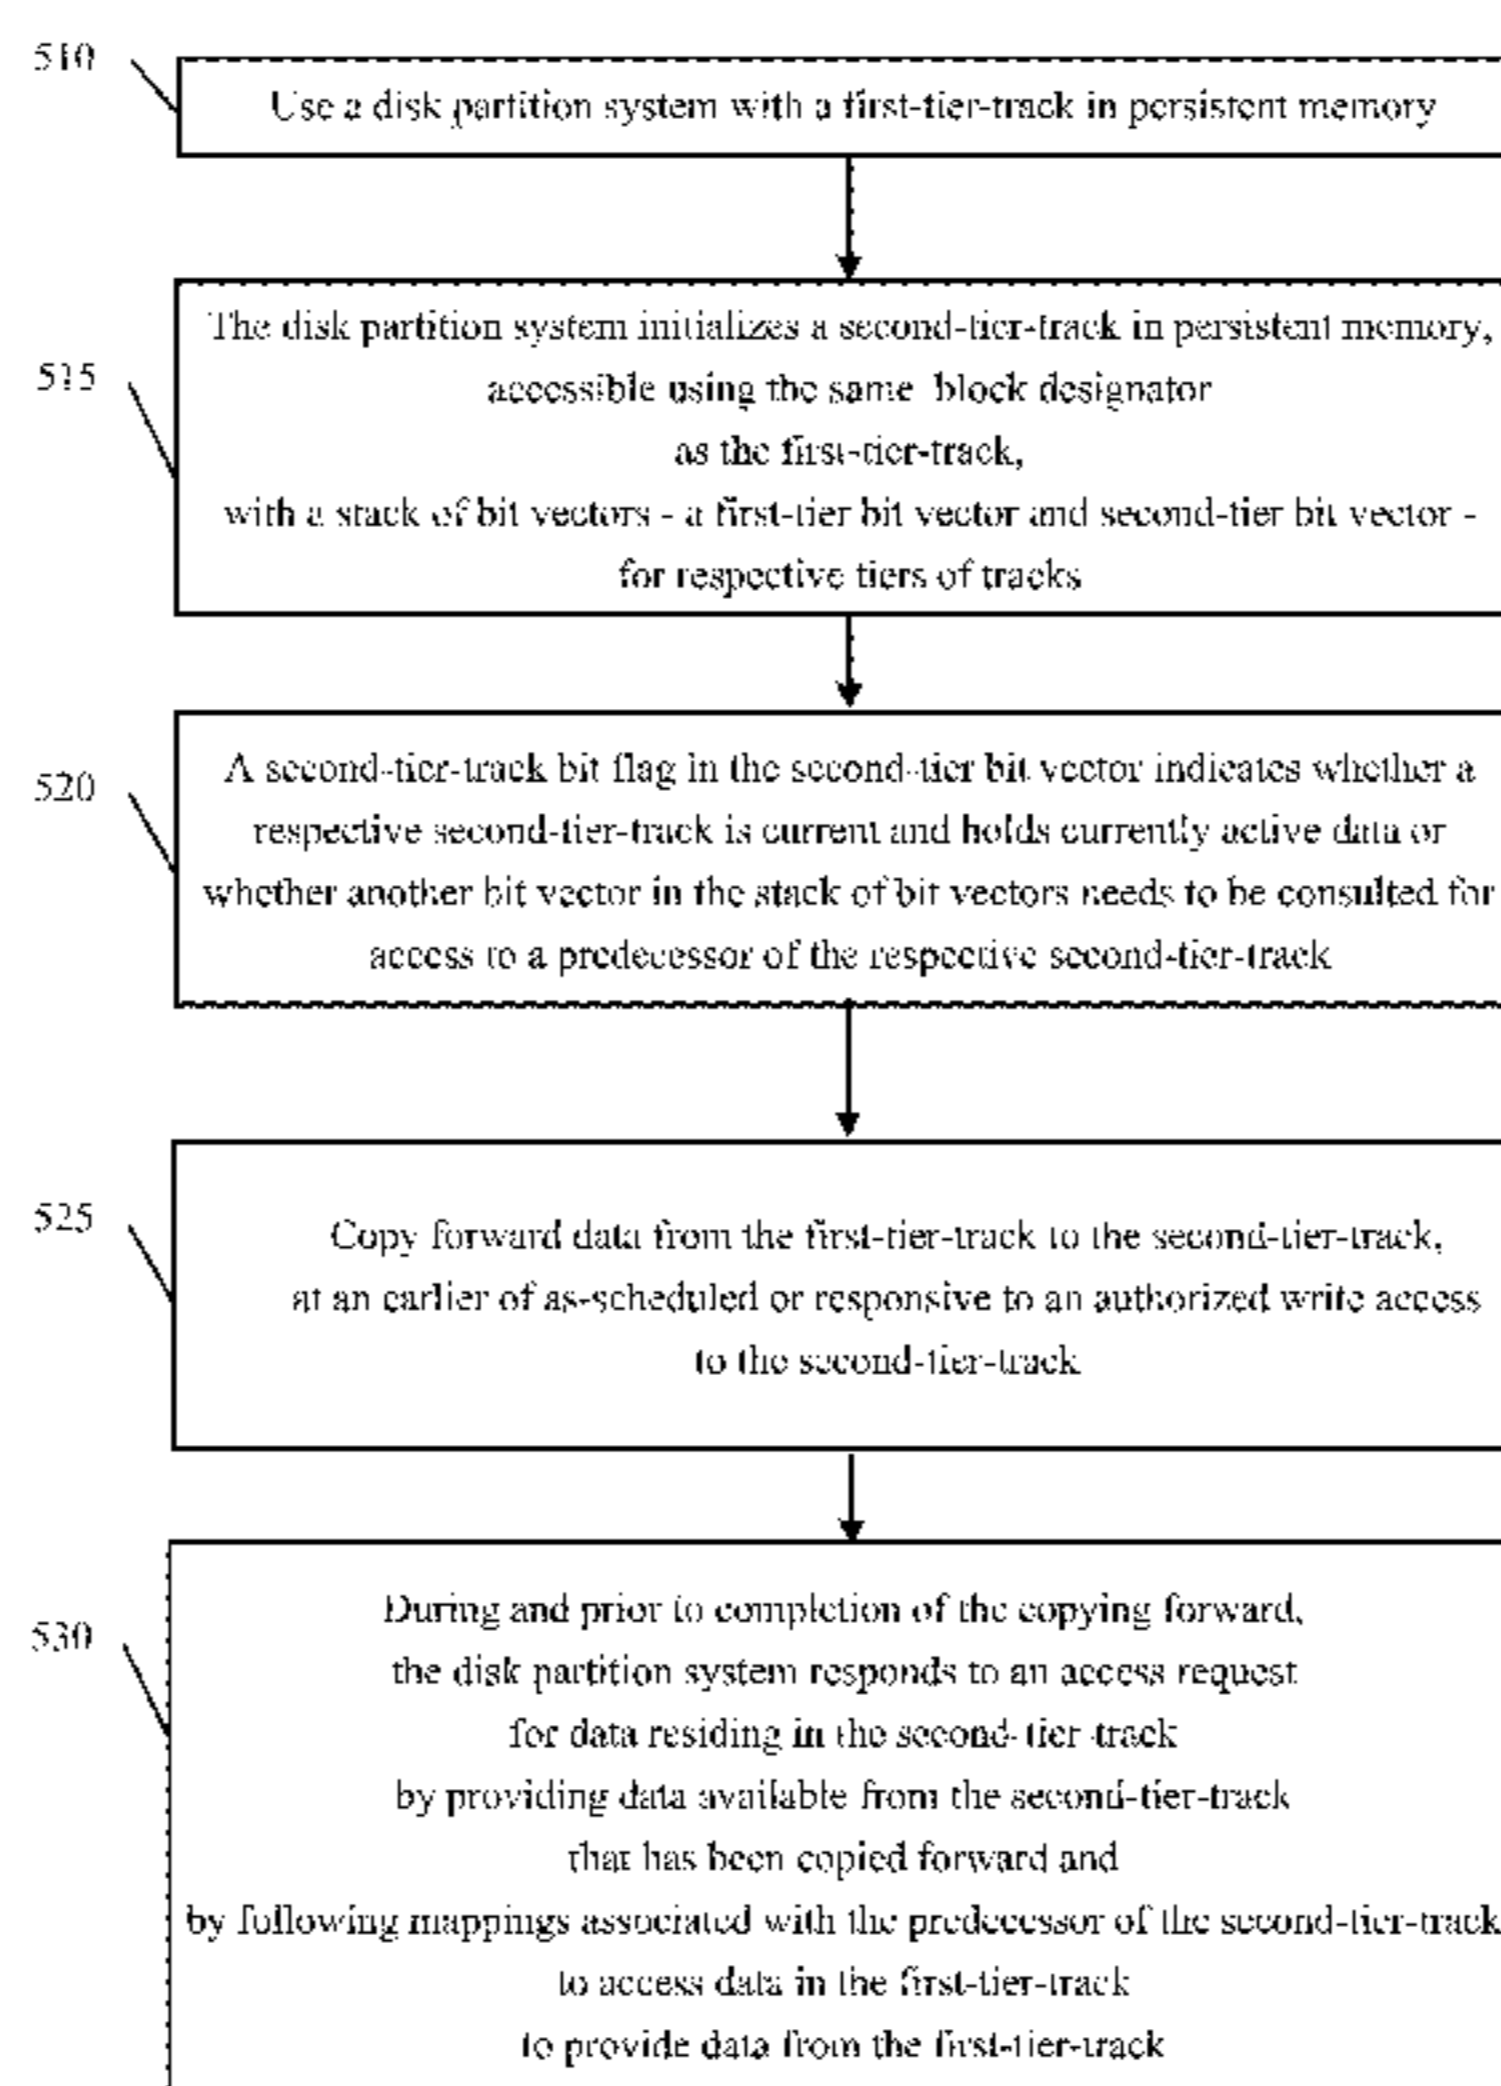 510
Use a disk partition system with a first-tier-track in persistent memory
515
The disk partition system initializes a second-tier-track in persistent memory,
accessible using the same block designator
as the first-tier-track,
with a stack of bit vectors - a first-tier bit vector and second-tier bit vector -
for respective tiers of tracks
520
A second-tier-track bit flag in the second-tier bit vector indicates whether a
respective second-tier-track is current and holds currently active data or
whether another bit vector in the stack of bit vectors needs to be consulted for
access to a predecessor of the respective second-tier-track
525
Copy forward data from the first-tier-track to the second-tier-track,
at an earlier of as-scheduled or responsive to an authorized write access
to the second-tier-track
530
During and prior to completion of the copying forward,
the disk partition system responds to an access request
for data residing in the second-tier-track
by providing data available from the second-tier-track
that has been copied forward and
by following mappings associated with the predecessor of the second-tier-track
to access data in the first-tier-track
to provide data from the first-tier-track